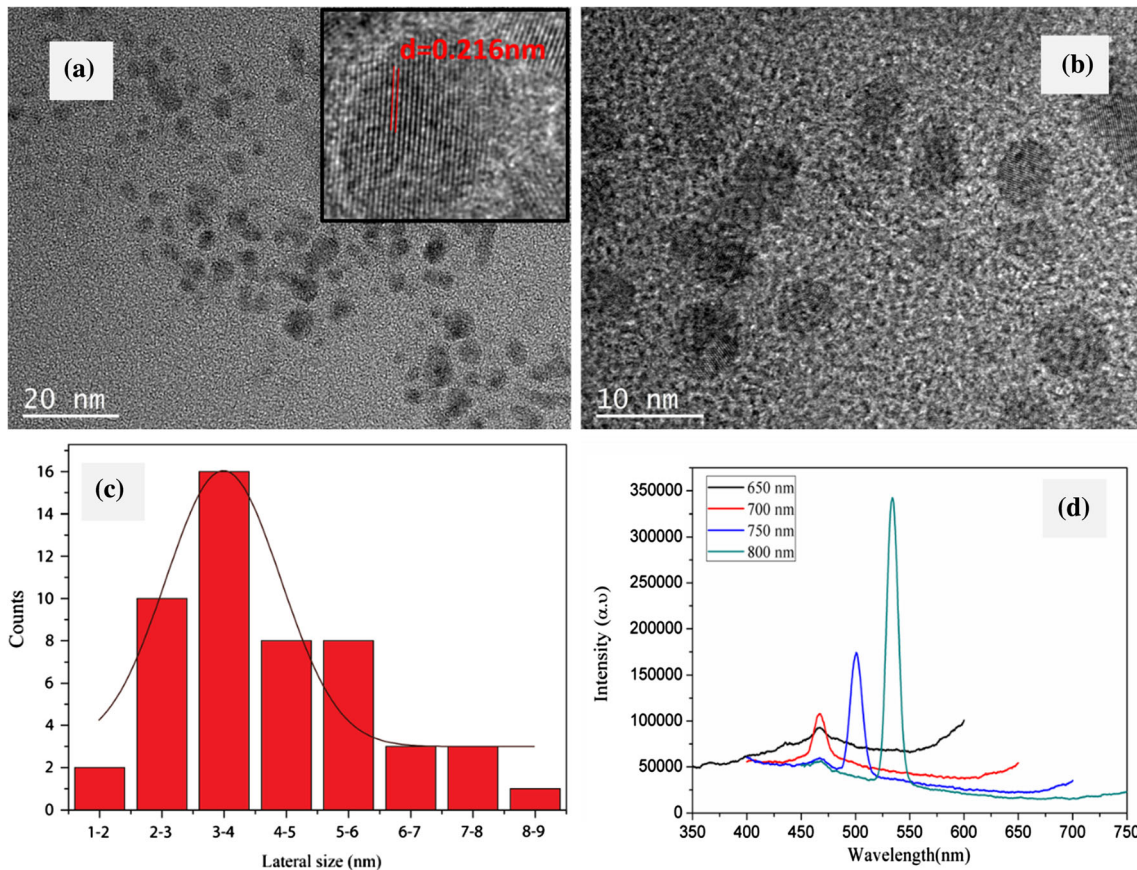 (a)
d=0.216nm
20 nm
(b)
10 nm
(c)
Counts
16
14
12
10
8
6
4
2
0
1-2 2-3 3-4 4-5 5-6 6-7 7-8 8-9
Lateral size (nm)
(d)
650 nm
700 nm
750 nm
800 nm
Intensity (α.υ)
350000
300000
250000
200000
150000
100000
50000
0
350 400 450 500 550 600 650 700 750
Wavelength(nm)